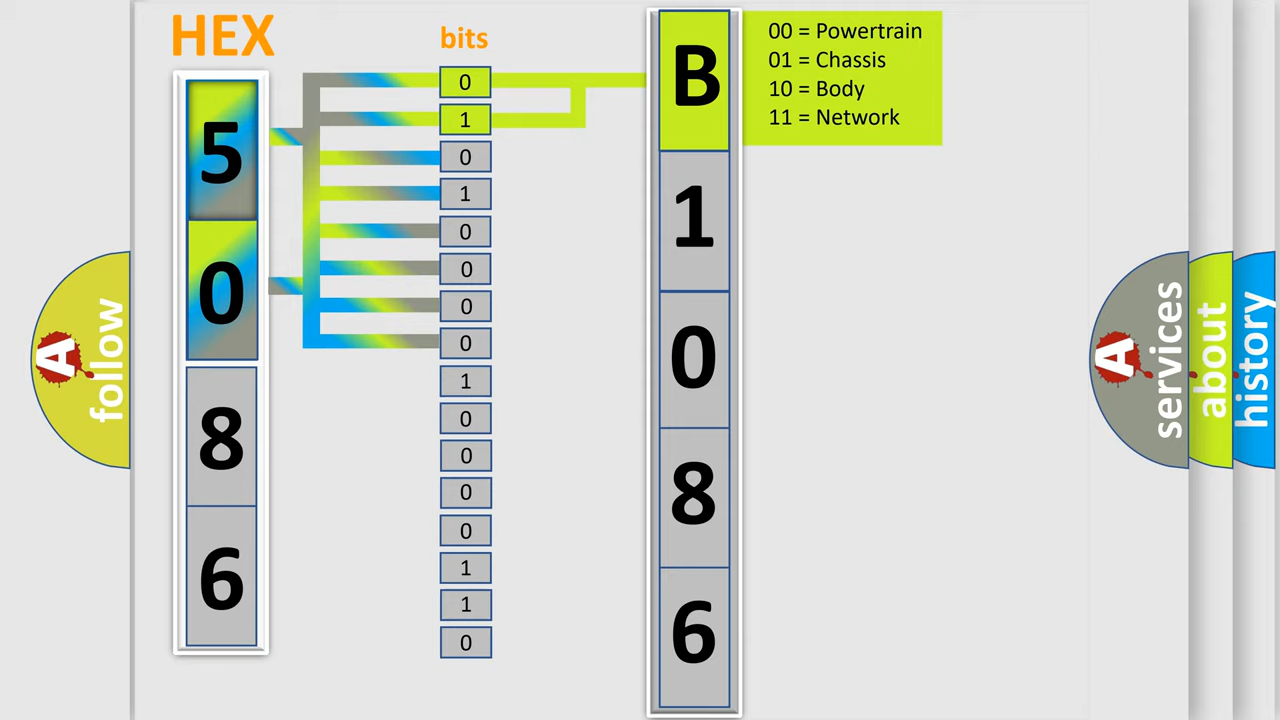 HEX
bits
5
0
8
6
0
1
0
1
0
0
0
0
1
0
0
0
0
1
1
0
B
1
0
8
6
00 = Powertrain
01 = Chassis
10 = Body
11 = Network
A
follow
A
services
about
history